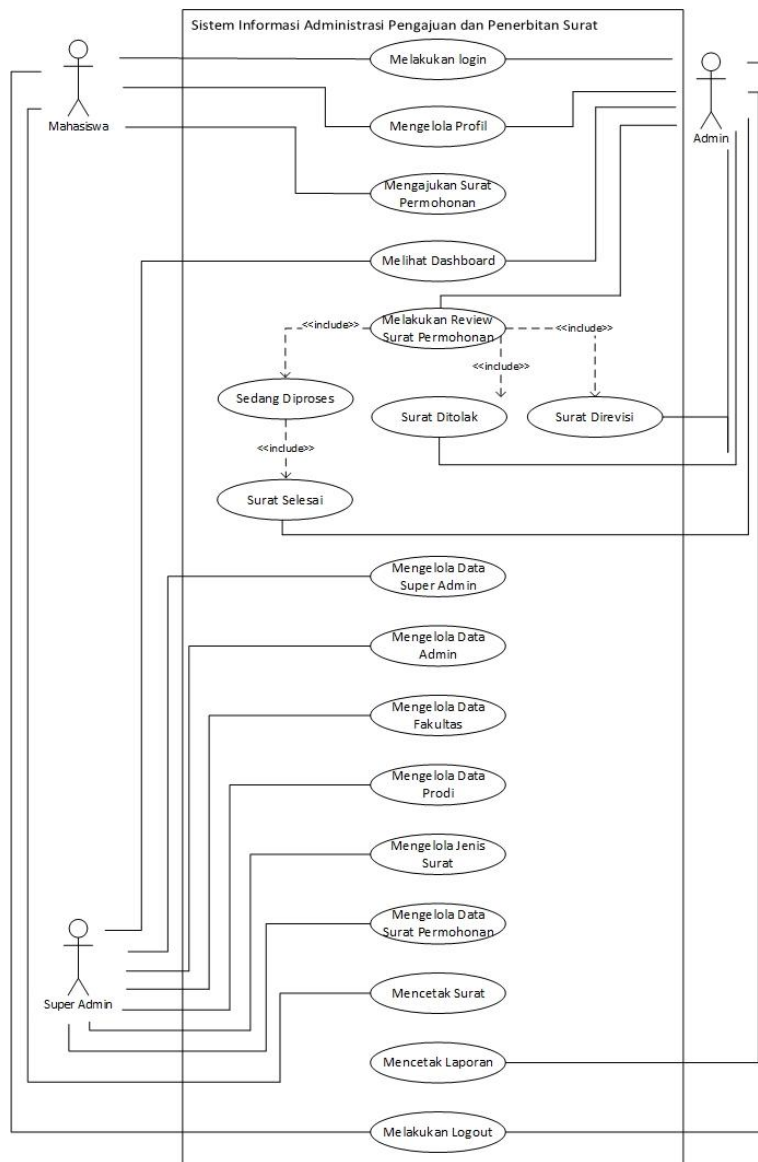 Sistem Informasi Administrasi Pengajuan dan Penerbitan Surat
Melakukan login
Mahasiswa
Mengelola Profil
Admin
Mengajukan Surat
Permohonan
Melihat Dashboard
Melakukan Review
Surat Permohonan
<<include>>
<<include>>
<<include>>
Sedang Diproses
Surat Ditolak
Surat Direvisi
<<include>>
Surat Selesai
Mengelola Data
Super Admin
Mengelola Data
Admin
Mengelola Data
Fakultas
Mengelola Data
Prodi
Mengelola Jenis
Surat
Mengelola Data
Surat Permohonan
Super Admin
Mencetak Surat
Mencetak Laporan
Melakukan Logout